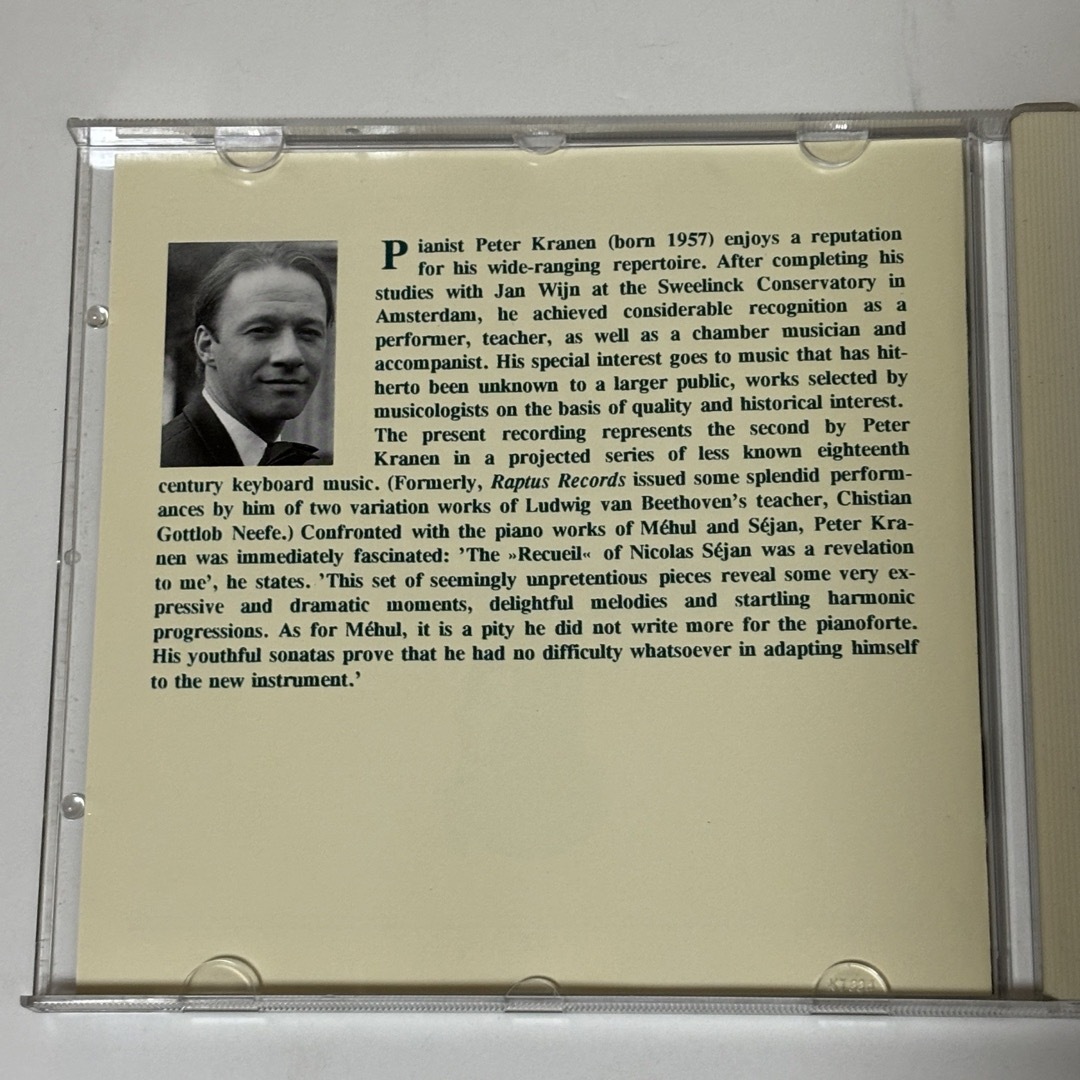 Pianist Peter Kranen (born 1957) enjoys a reputation
for his wide-ranging repertoire. After completing his
studies with Jan Wijn at the Sweelinck Conservatory in
Amsterdam, he achieved considerable recognition as a
performer, teacher, as well as a chamber musician and
accompanist. His special interest goes to music that has hit-
herto been unknown to a larger public, works selected by
musicologists on the basis of quality and historical interest.
The present recording represents the second by Peter
Kranen in a projected series of less known eighteenth
century keyboard music. (Formerly, Raptus Records issued some splendid perform-
ances by him of two variation works of Ludwig van Beethoven's teacher, Chistian
Gottlob Neefe.) Confronted with the piano works of Méhul and Séjan, Peter Kra-
nen was immediately fascinated: 'The »Recueil« of Nicolas Séjan was a revelation
to me', he states. 'This set of seemingly unpretentious pieces reveal some very ex-
pressive and dramatic moments, delightful melodies and startling harmonic
progressions. As for Méhul, it is a pity he did not write more for the pianoforte.
His youthful sonatas prove that he had no difficulty whatsoever in adapting himself
to the new instrument.'